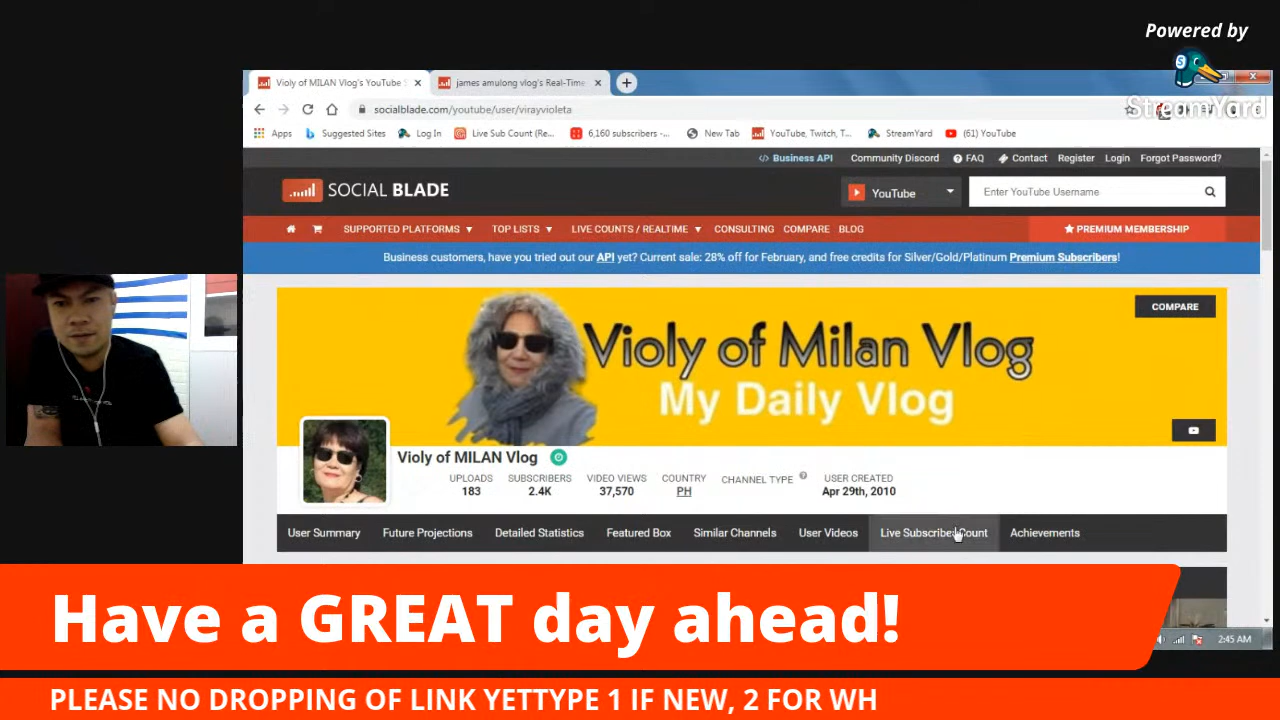 Powered by
StreamYard
Violy of MILAN Vlog's YouTube S
james amulong vlog's Real-Time
socialblade.com/youtube/user/virayvioleta
Apps
Suggested Sites
Log In
Live Sub Count (Re...
6,160 subscribers -...
New Tab
YouTube, Twitch, T...
StreamYard
(61) YouTube
</> Business API
Community Discord
FAQ
Contact
Register
Login
Forgot Password?
SOCIAL BLADE
YouTube
Enter YouTube Username
SUPPORTED PLATFORMS
TOP LISTS
LIVE COUNTS / REALTIME
CONSULTING
COMPARE
BLOG
PREMIUM MEMBERSHIP
Business customers, have you tried out our API yet? Current sale: 28% off for February, and free credits for Silver/Gold/Platinum Premium Subscribers!
COMPARE
Violy of Milan Vlog
My Daily Vlog
Violy of MILAN Vlog
UPLOADS
183
SUBSCRIBERS
2.4K
VIDEO VIEWS
37,570
COUNTRY
PH
CHANNEL TYPE
USER CREATED
Apr 29th, 2010
User Summary
Future Projections
Detailed Statistics
Featured Box
Similar Channels
User Videos
Live Subscriber Count
Achievements
Have a GREAT day ahead!
2:45 AM
PLEASE NO DROPPING OF LINK YETTYPE 1 IF NEW, 2 FOR WH